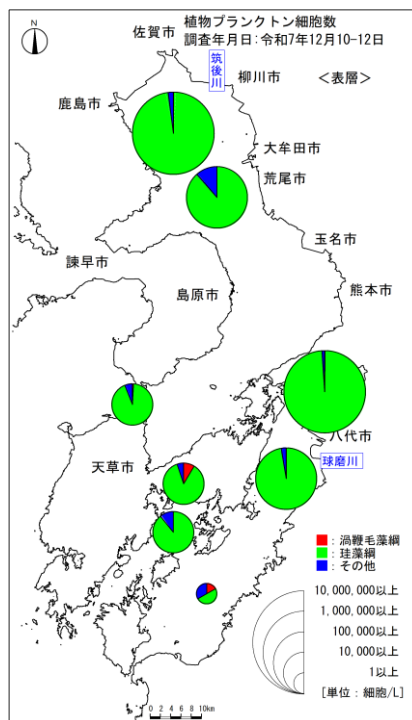 植物プランクトン細胞数
調査年月日:令和7年12月10-12日
N
佐賀市
筑後川
柳川市
<表層>
鹿島市
大牟田市
荒尾市
玉名市
諫早市
島原市
熊本市
八代市
球磨川
天草市
:渦鞭毛藻綱
:珪藻綱
:その他
10,000,000以上
1,000,000以上
100,000以上
10,000以上
1以上
[単位:細胞/L]
0 2 4 6 8 10km